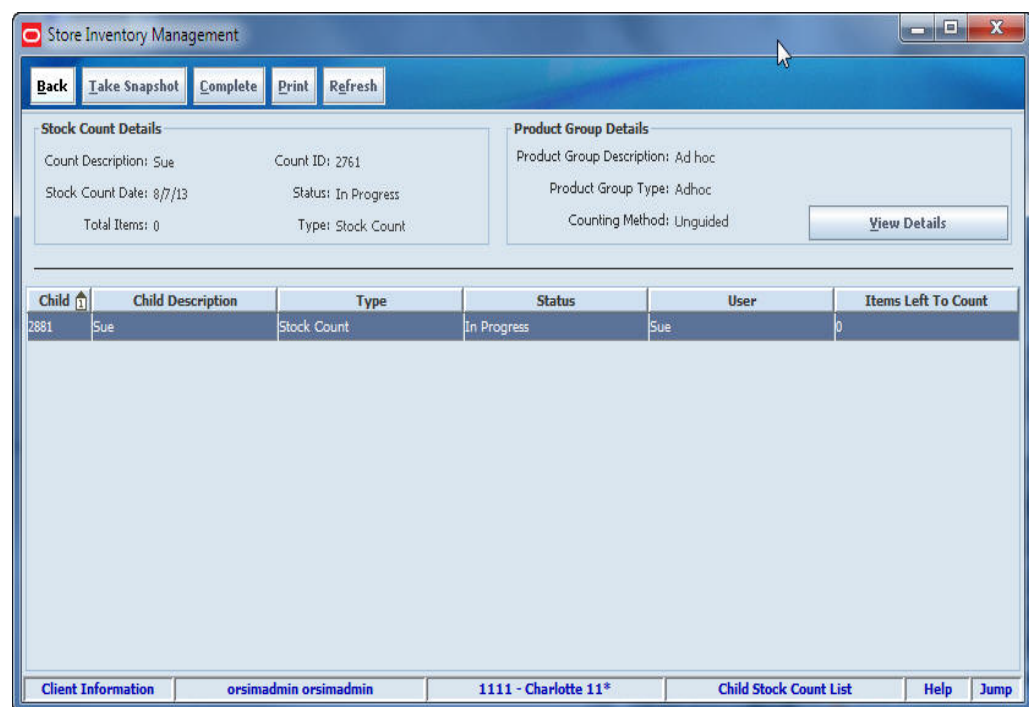 Store Inventory Management
X
Back Take Snapshot Complete Print Refresh
Stock Count Details Product Group Details
Count Description: Sue Count ID: 2761 Product Group Description: Ad hoc
Stock Count Date: 8/7/13 Status: In Progress Product Group Type: Adhoc
Total Items: 0 Type: Stock Count Counting Method: Unguided View Details
Child 1 Child Description Type Status User Items Left To Count
2881 Sue Stock Count In Progress Sue 0
Client Information orsimadmin orsimadmin 1111 - Charlotte 11* Child Stock Count List Help Jump